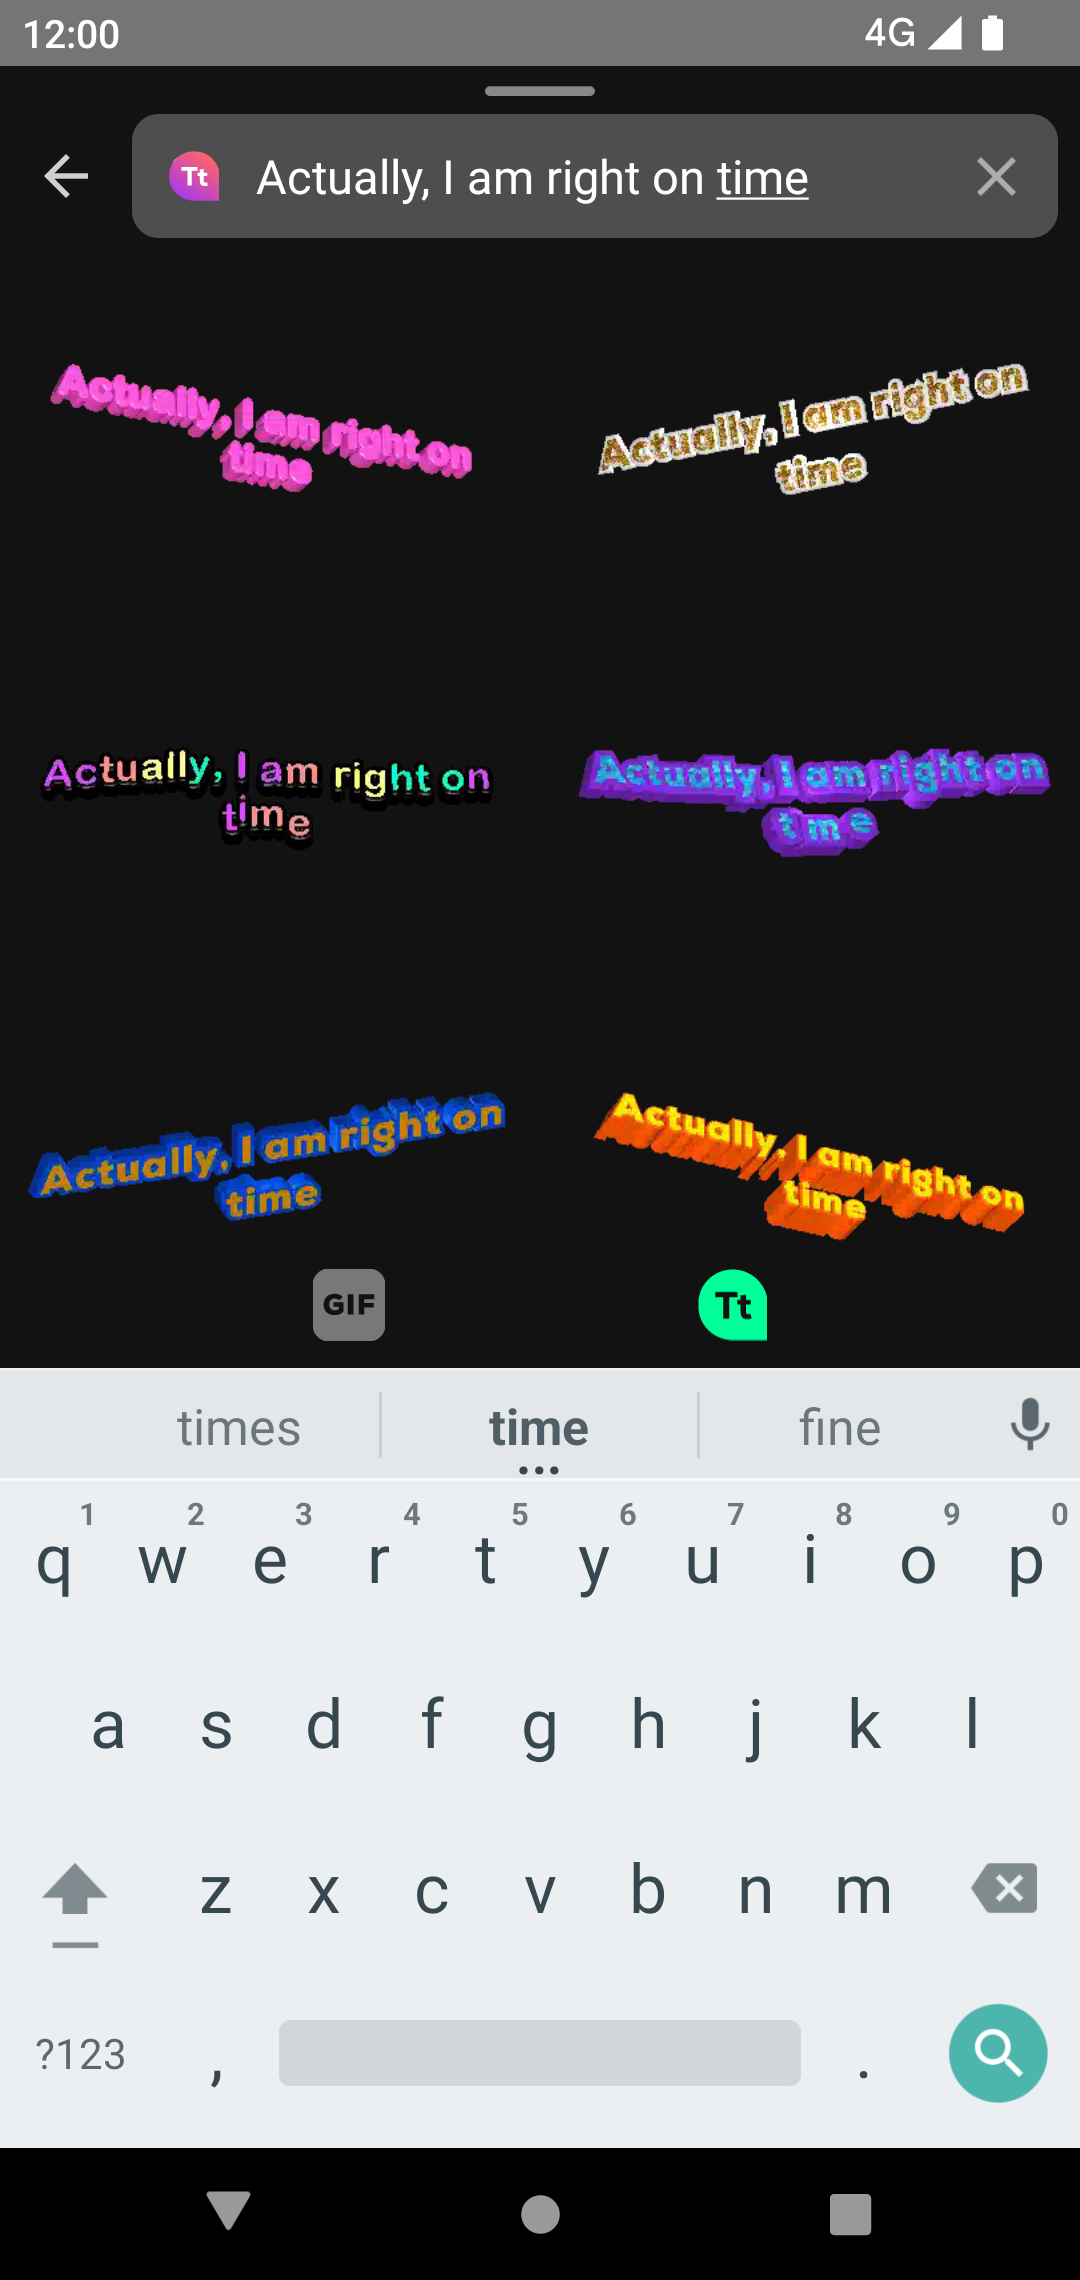 12:00 4G
Tt Actually, I am right on time
Actually, I am right on
time
Actually, I am right on
time
Actually, I am right on
time
Actually, I am right on
t me
Actually, I am right on
time
Actually, I am right on
time
GIF Tt
times time fine
1 2 3 4 5 6 7 8 9 0
q w e r t y u i o p
a s d f g h j k l
z x c v b n m
?123 , .